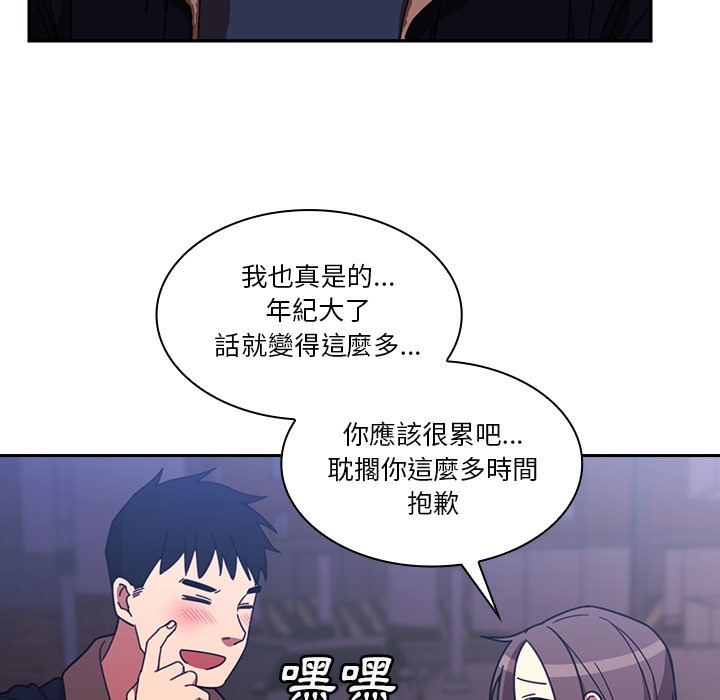 我也真是的...
年紀大了
話就變得這麼多...
你應該很累吧...
耽擱你這麼多時間
抱歉
嘿嘿